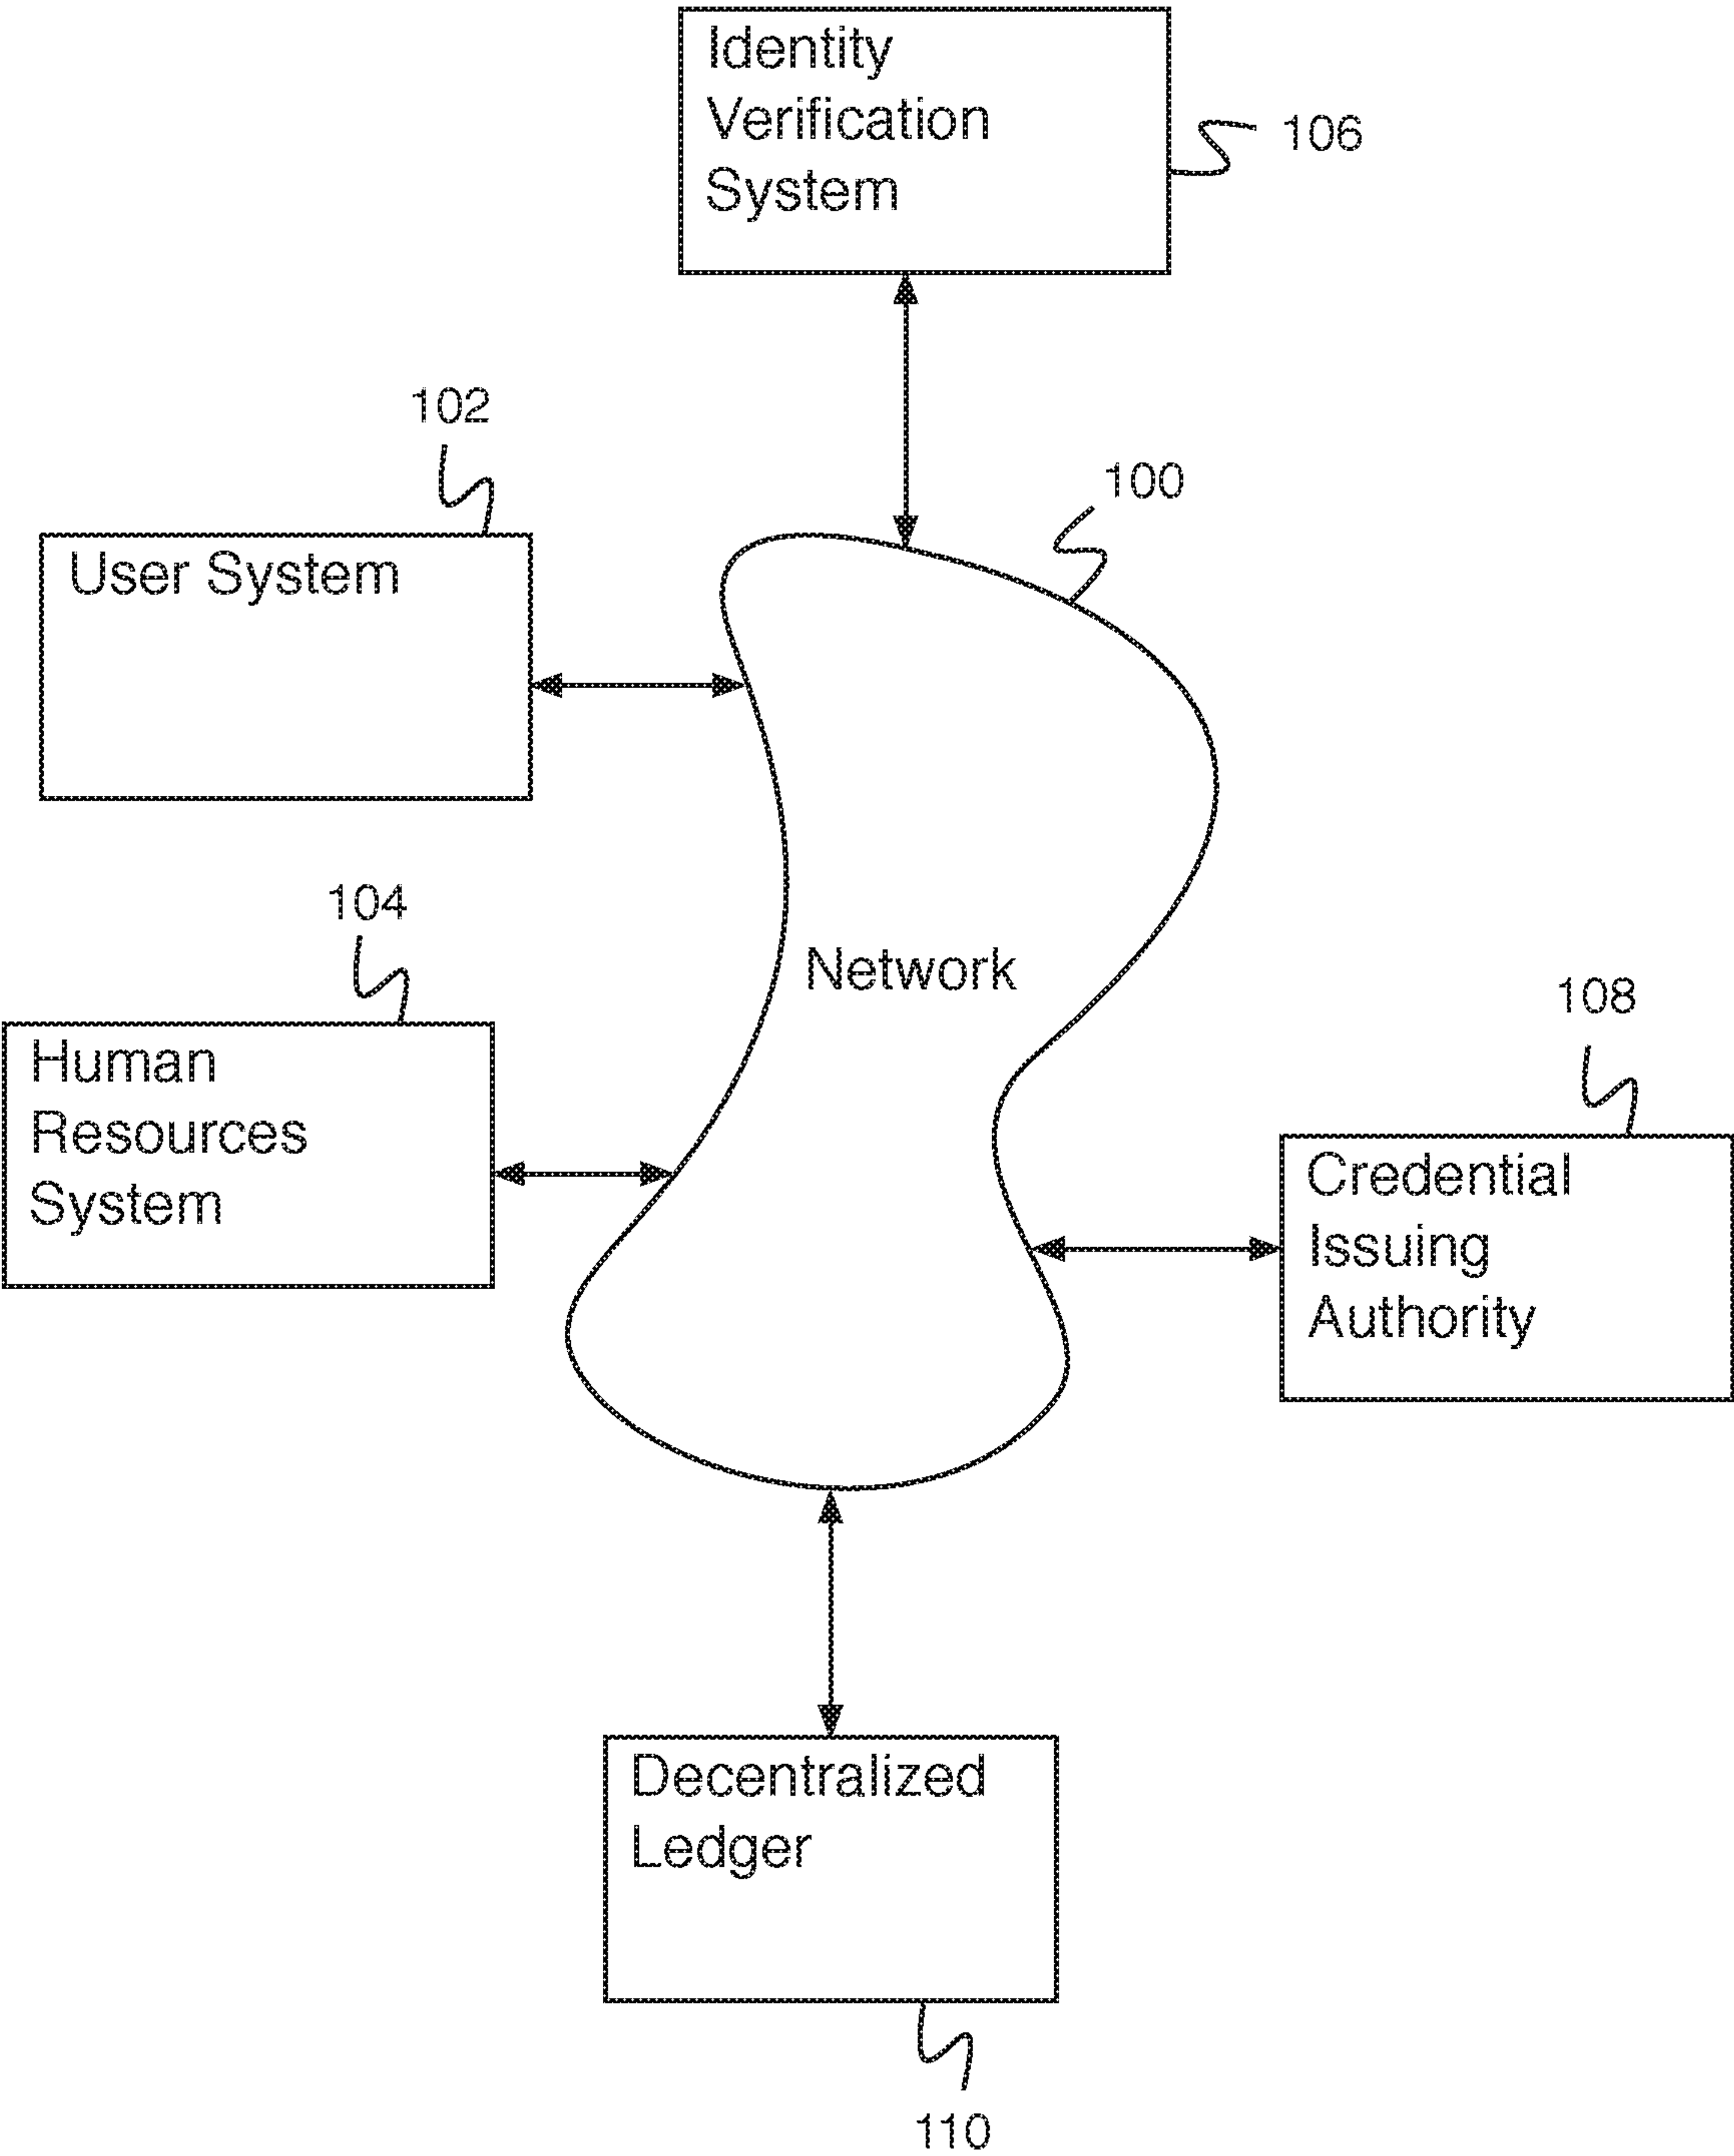 Identity
Verification
System
106
102
100
User System
104
Network
Human
Resources
System
108
Credential
Issuing
Authority
Decentralized
Ledger
110